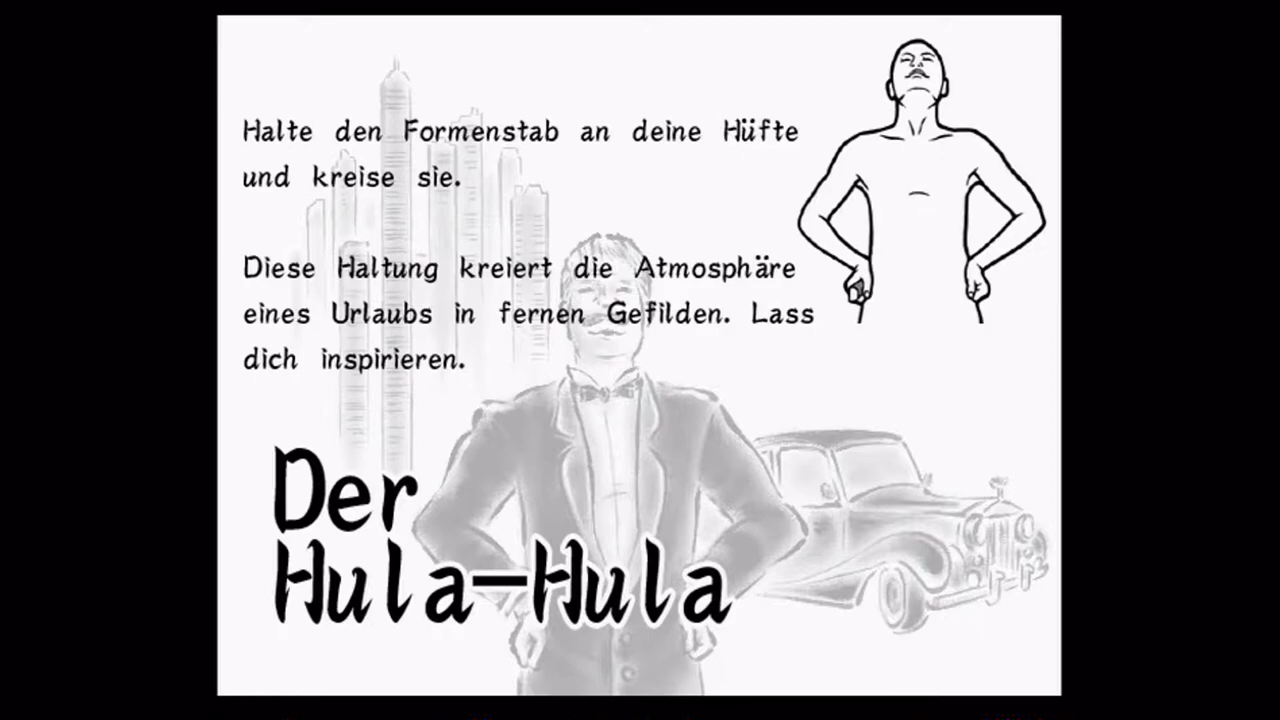 Halte den Formenstab an deine Hüfte
und kreise sie.
Diese Haltung kreiert die Atmosphäre
eines Urlaubs in fernen Gefilden. Lass
dich inspirieren.
Der
Hula-Hula